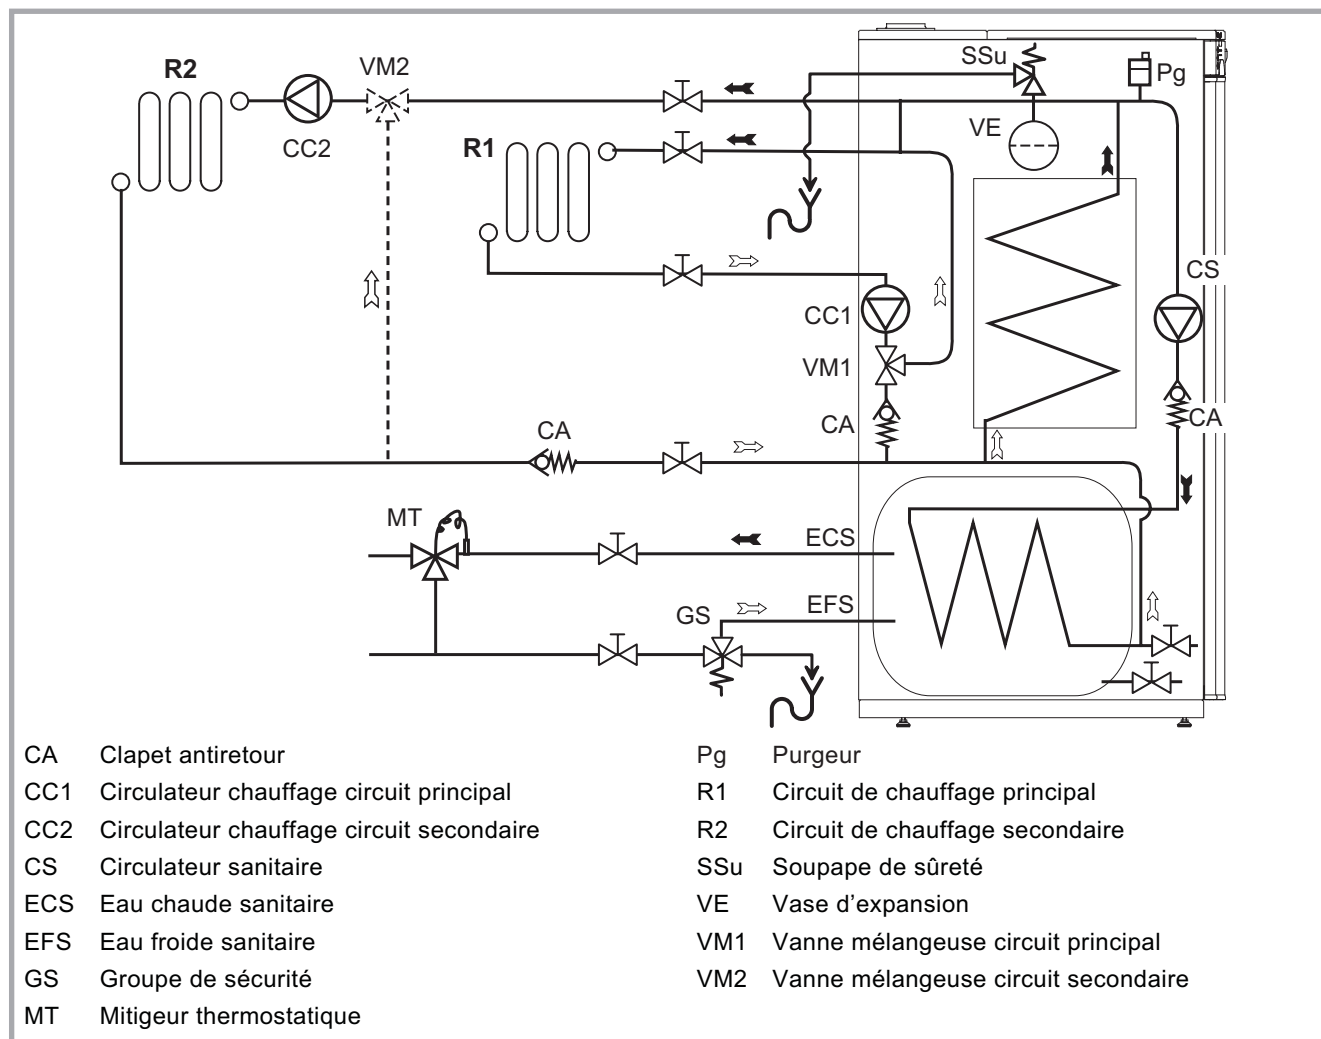 R2
VM2
SSu
Pg
CC2
R1
VE
CS
CC1
VM1
CA
CA
CA
MT
ECS
GS
EFS
CA Clapet antiretour
CC1 Circulateur chauffage circuit principal
CC2 Circulateur chauffage circuit secondaire
CS Circulateur sanitaire
ECS Eau chaude sanitaire
EFS Eau froide sanitaire
GS Groupe de sécurité
MT Mitigeur thermostatique
Pg Purgeur
R1 Circuit de chauffage principal
R2 Circuit de chauffage secondaire
SSu Soupape de sûreté
VE Vase d'expansion
VM1 Vanne mélangeuse circuit principal
VM2 Vanne mélangeuse circuit secondaire